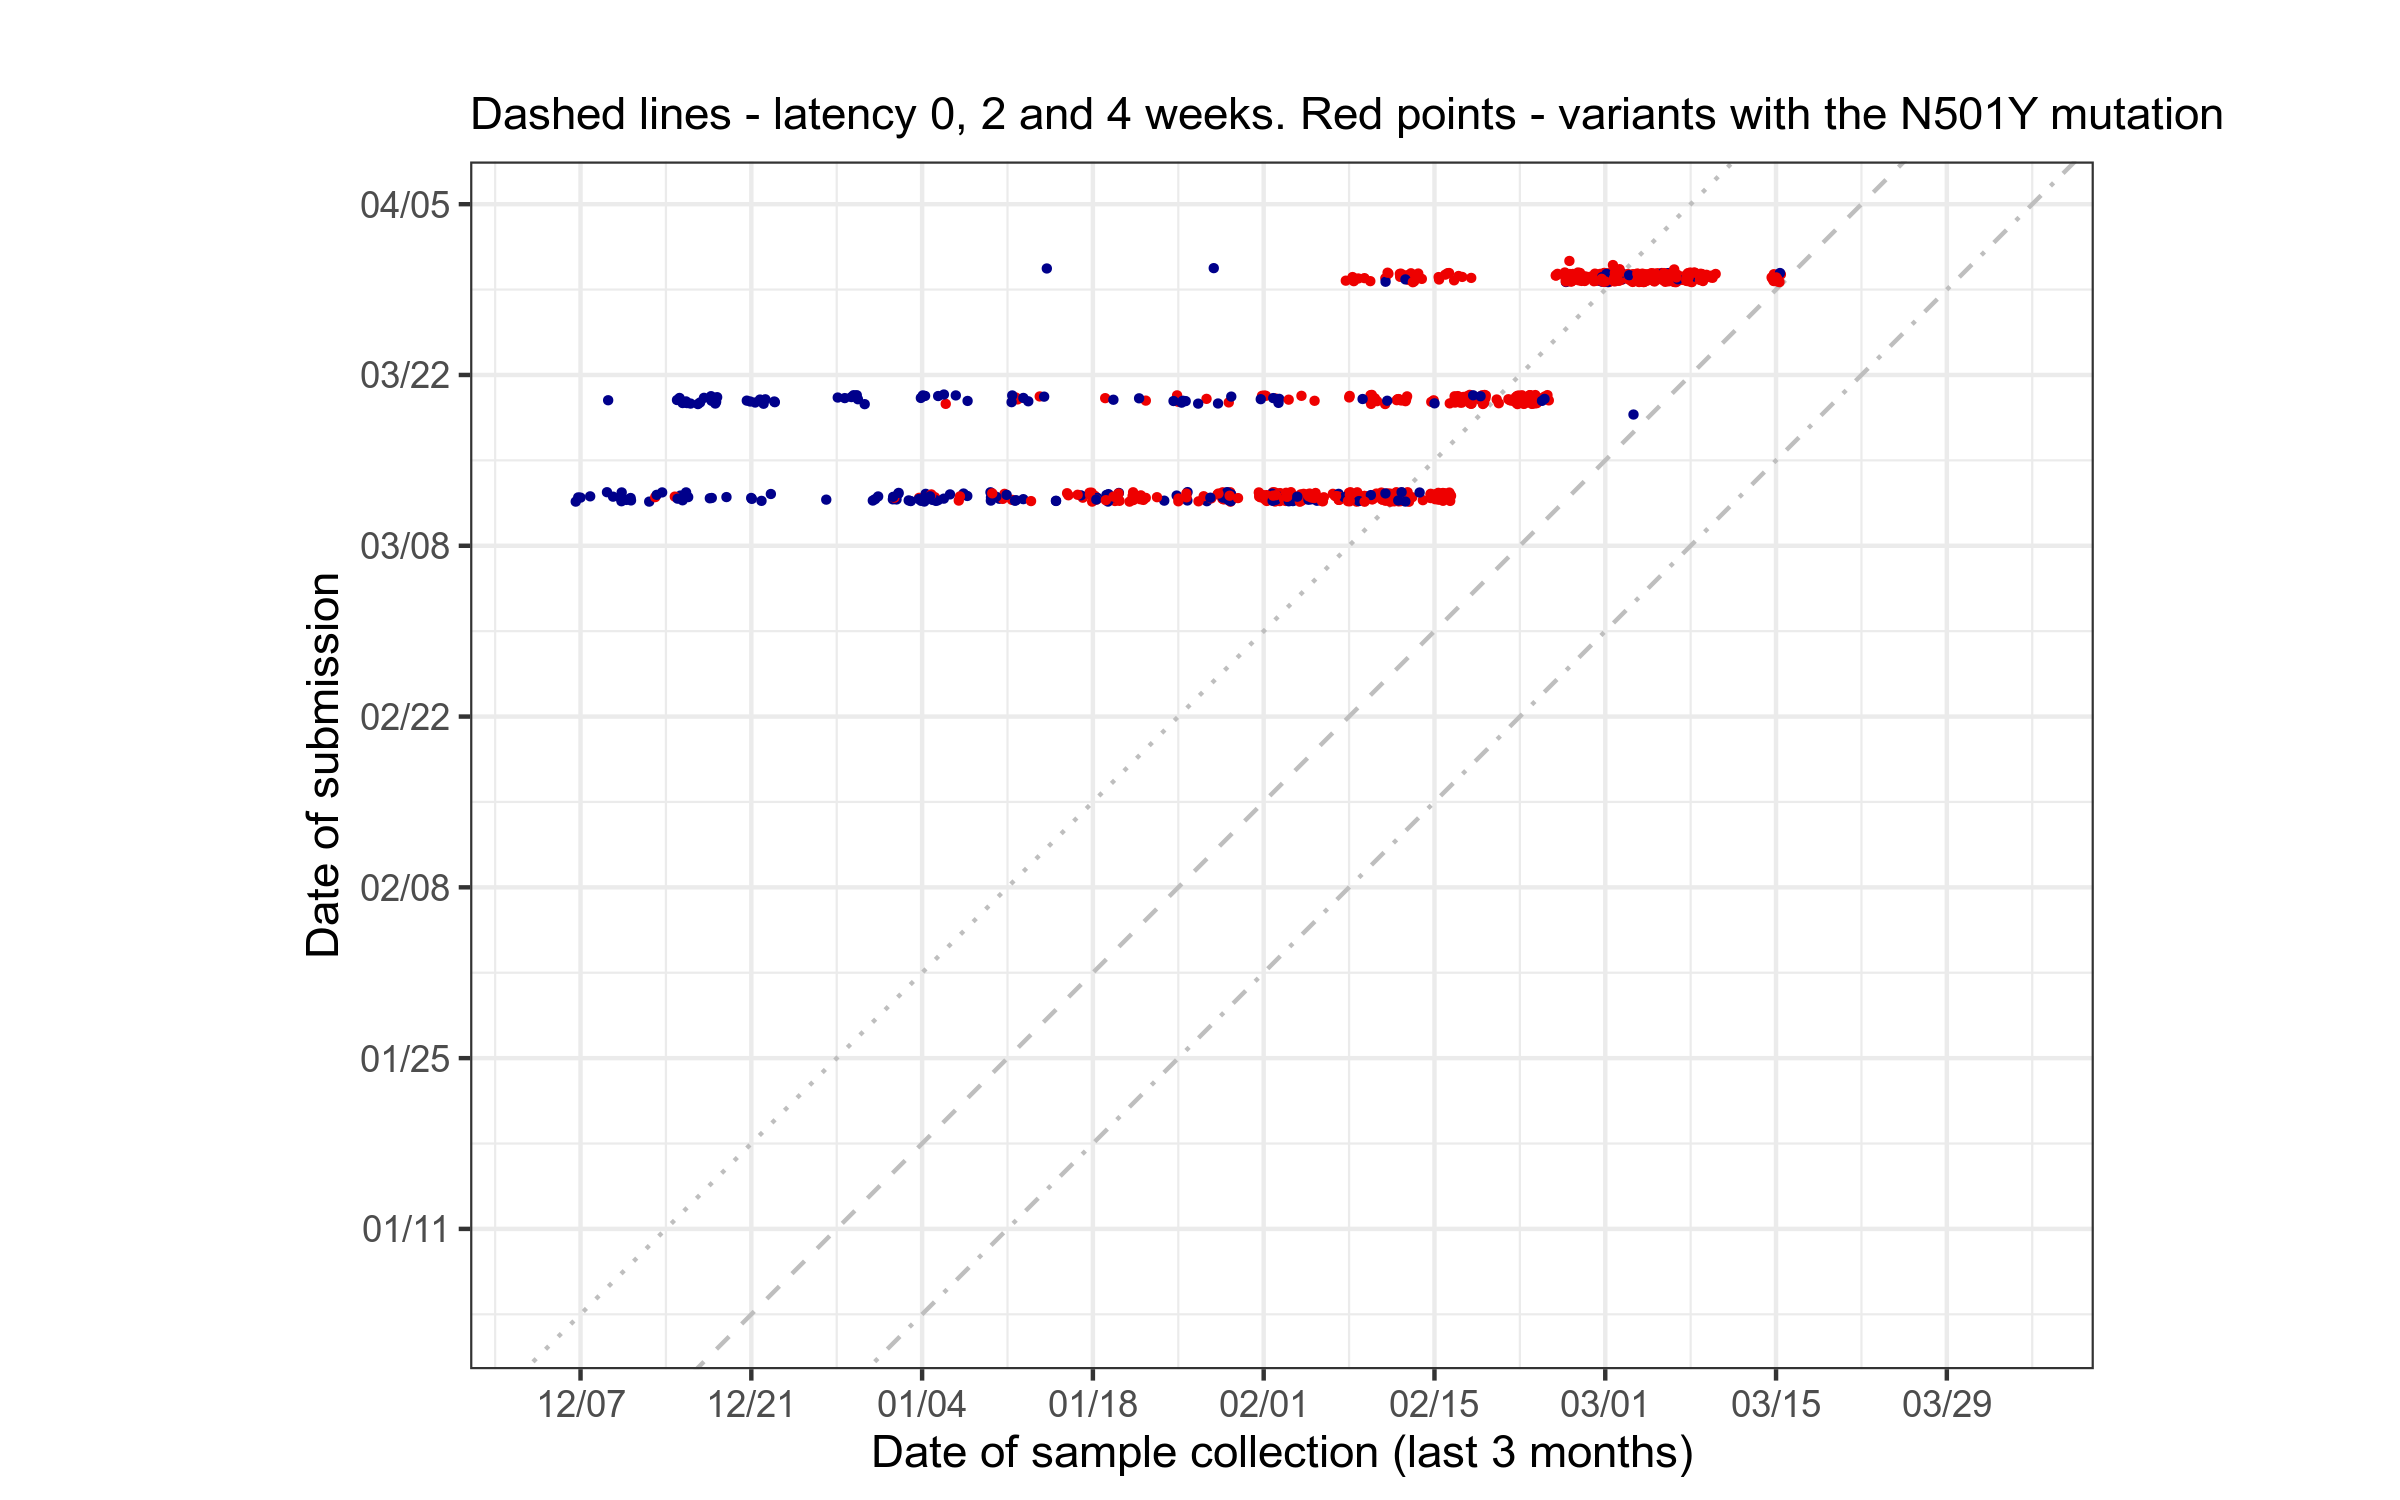 Dashed lines - latency 0, 2 and 4 weeks. Red points - variants with the N501Y mutation
04/05
03/22
03/08
02/22
02/08
01/25
01/11
Date of submission
12/07 12/21 01/04 01/18 02/01 02/15 03/01 03/15 03/29
Date of sample collection (last 3 months)